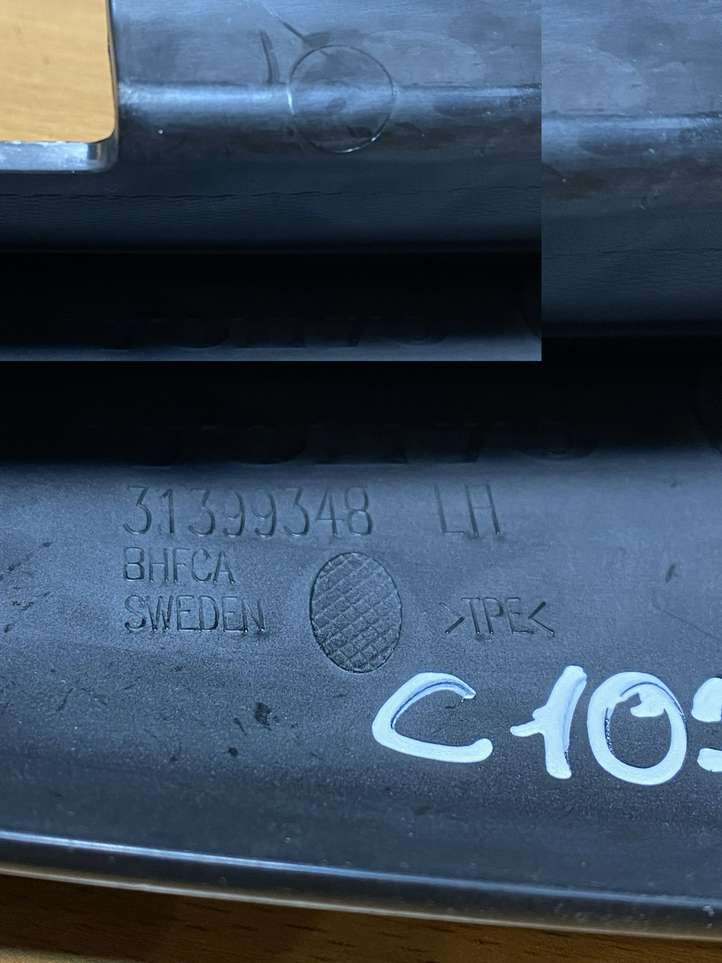 31399348 LH
BHFCA
SWEDEN >TPE<
C10